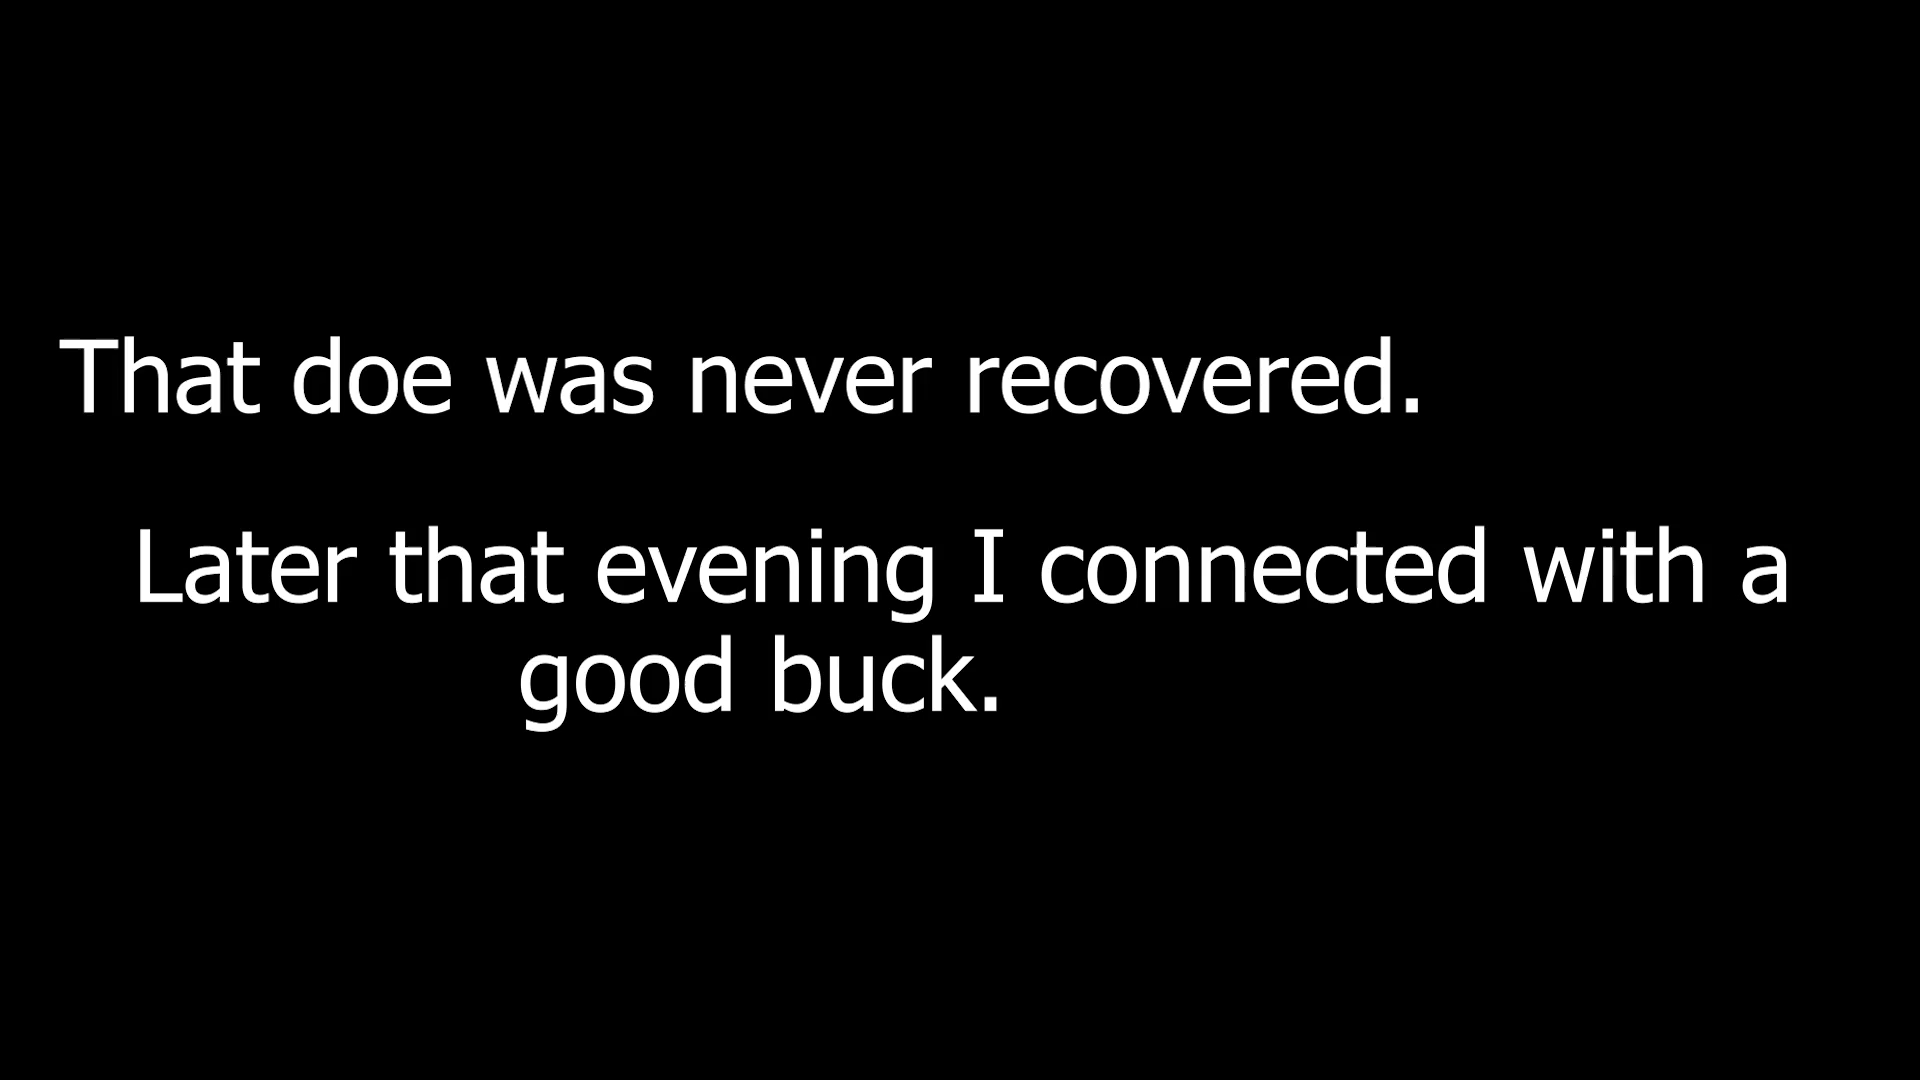 That doe was never recovered.
Later that evening I connected with a
good buck.